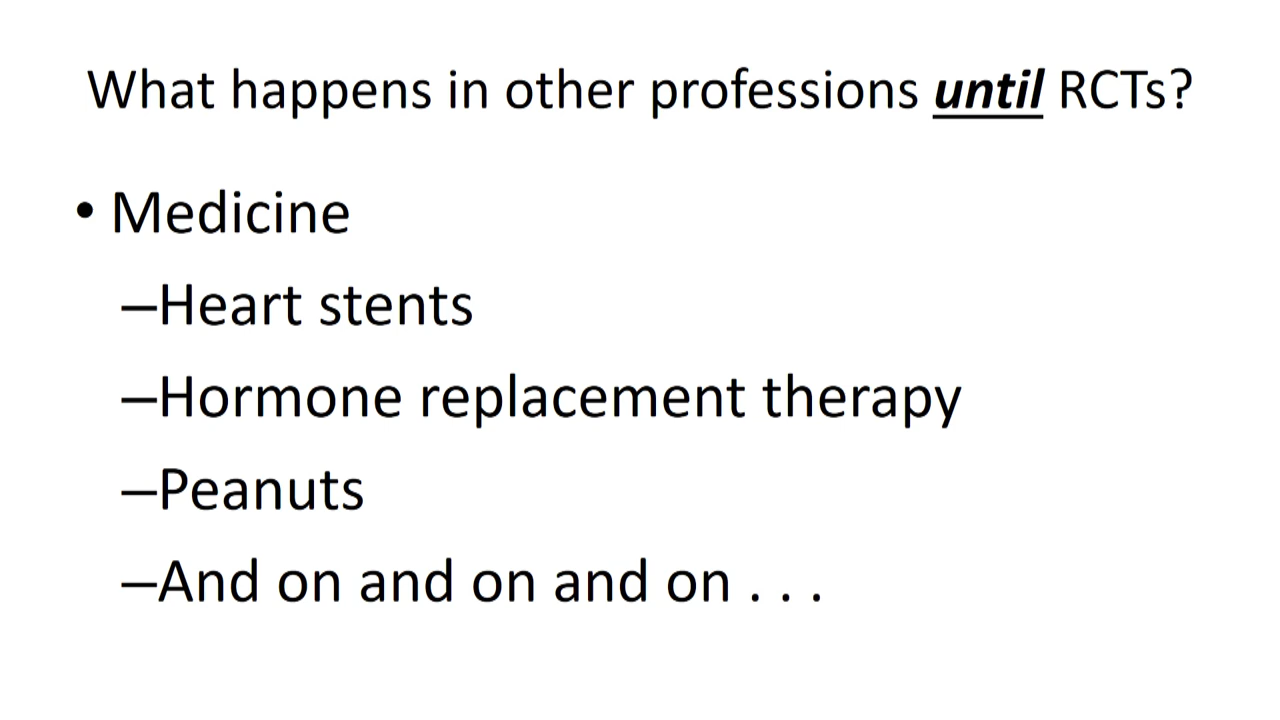 What happens in other professions until RCTs?
• Medicine
–Heart stents
–Hormone replacement therapy
–Peanuts
–And on and on and on . . .